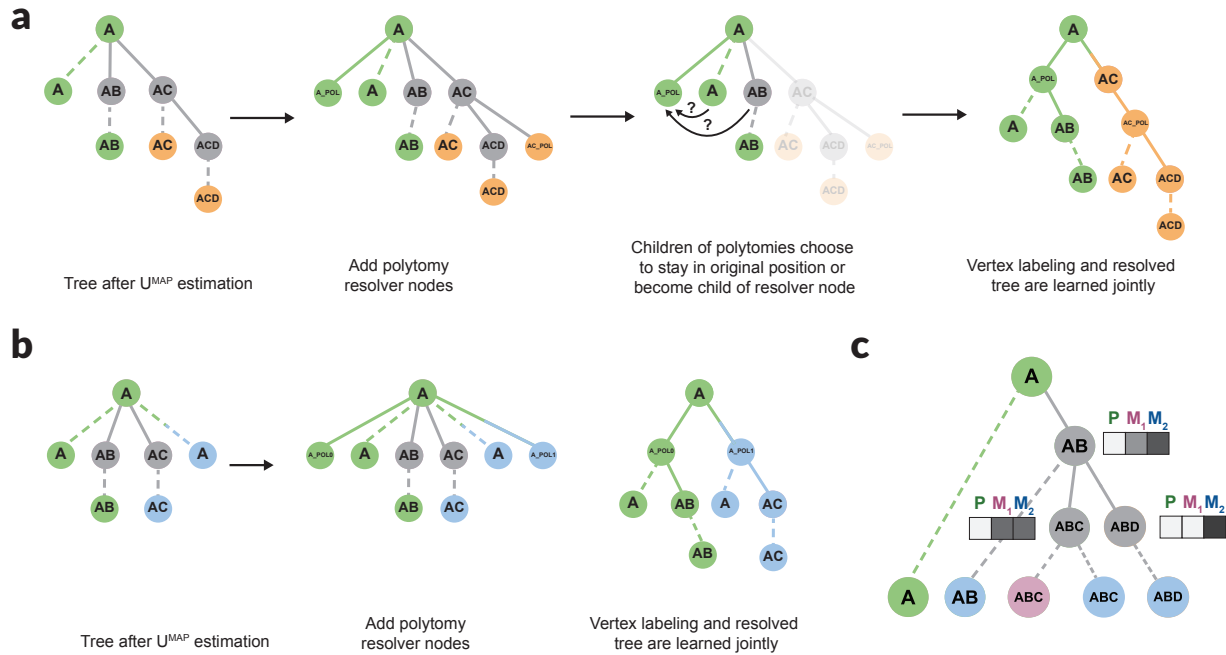 a
A
A
AB
AC
AB
AC
ACD
ACD
Tree after U^MAP estimation
A
A_POL
A
AB
AC
AB
AC
ACD
AC_POL
ACD
Add polytomy
resolver nodes
A
A_POL
A
AB
AC
?
?
AB
AC
ACD
AC_POL
ACD
Children of polytomies choose
to stay in original position or
become child of resolver node
A
A_POL
AC
A
AB
AC_POL
AB
AC
ACD
ACD
Vertex labeling and resolved
tree are learned jointly
b
A
A
AB
AC
A
AB
AC
Tree after U^MAP estimation
A
A_POL0
A
AB
AC
A
A_POL1
AB
AC
Add polytomy
resolver nodes
A
A_POL0
A_POL1
A
AB
A
AC
AB
AC
Vertex labeling and resolved
tree are learned jointly
c
A
P M₁ M₂
AB
P M₁ M₂
P M₁ M₂
ABC
ABD
A
AB
ABC
ABC
ABD